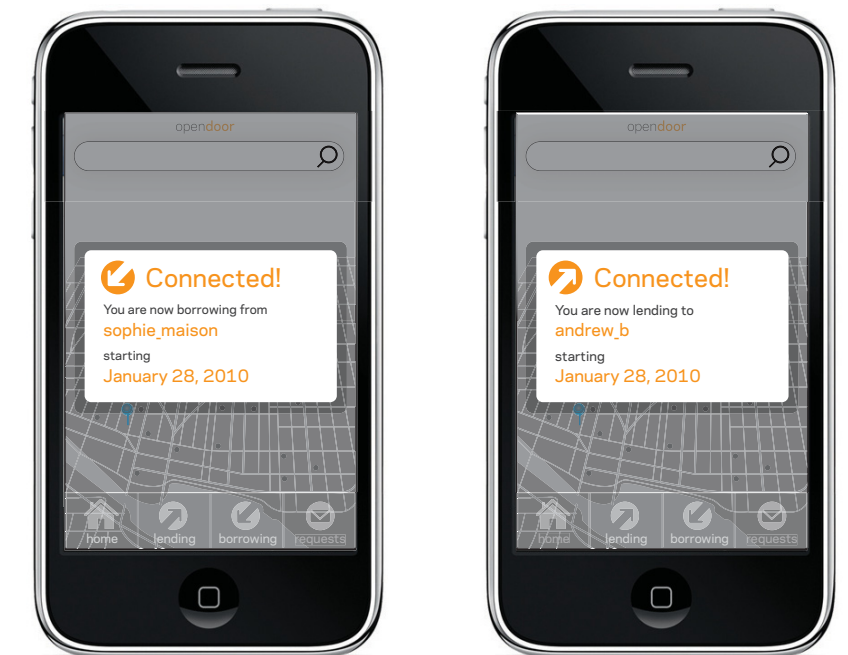 opendoor
Connected!
You are now borrowing from
sophie_maison
starting
January 28, 2010
home
lending
borrowing
requests
opendoor
Connected!
You are now lending to
andrew_b
starting
January 28, 2010
home
lending
borrowing
requests